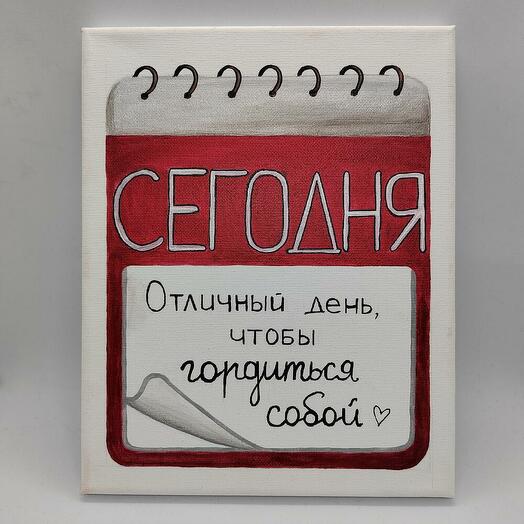 СЕГОДНЯ
Отличный день,
чтобы
гордиться
собой